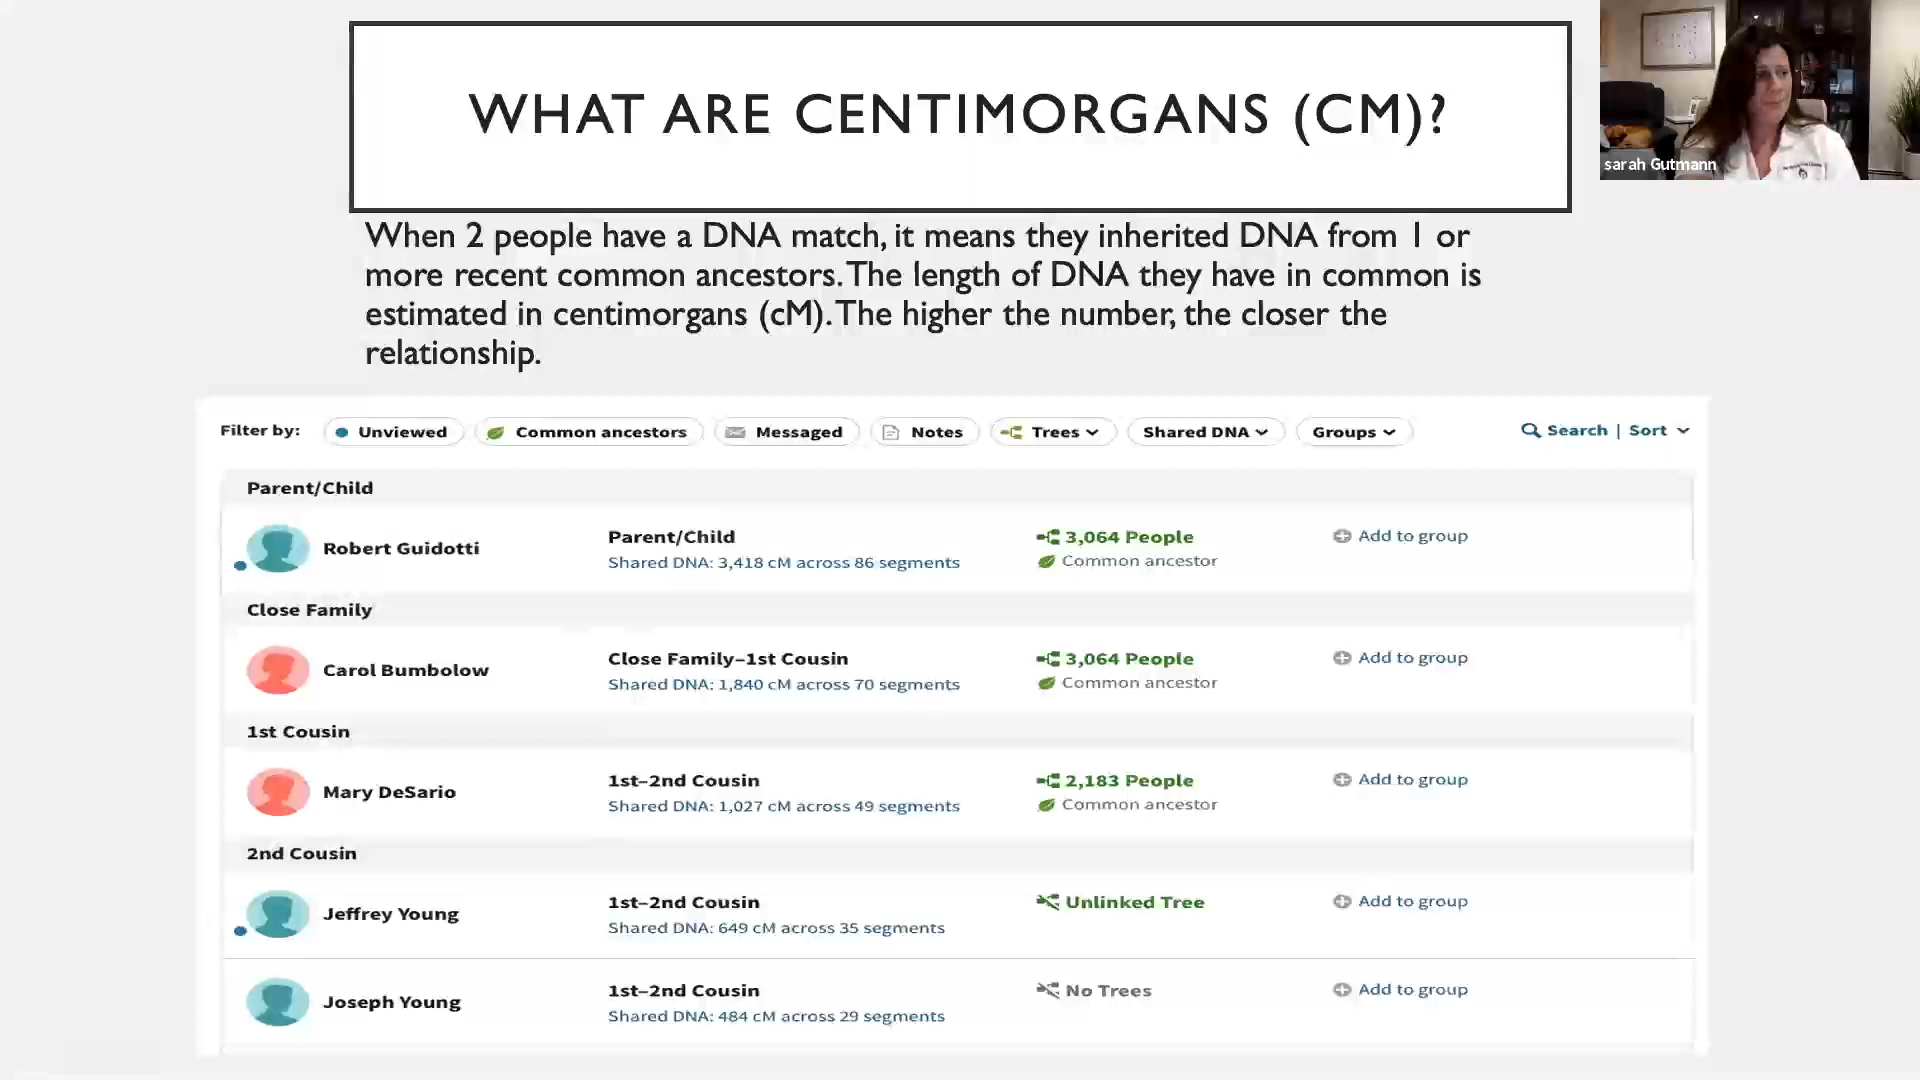 WHAT ARE CENTIMORGANS (CM)?
sarah Gutmann
When 2 people have a DNA match, it means they inherited DNA from 1 or
more recent common ancestors. The length of DNA they have in common is
estimated in centimorgans (cM). The higher the number, the closer the
relationship.
Filter by: Unviewed Common ancestors Messaged Notes Trees Shared DNA Groups Search | Sort
Parent/Child
Robert Guidotti
Parent/Child
Shared DNA: 3,418 cM across 86 segments
3,064 People
Common ancestor
Add to group
Close Family
Carol Bumbolow
Close Family–1st Cousin
Shared DNA: 1,840 cM across 70 segments
3,064 People
Common ancestor
Add to group
1st Cousin
Mary DeSario
1st–2nd Cousin
Shared DNA: 1,027 cM across 49 segments
2,183 People
Common ancestor
Add to group
2nd Cousin
Jeffrey Young
1st–2nd Cousin
Shared DNA: 649 cM across 35 segments
Unlinked Tree
Add to group
Joseph Young
1st–2nd Cousin
Shared DNA: 484 cM across 29 segments
No Trees
Add to group